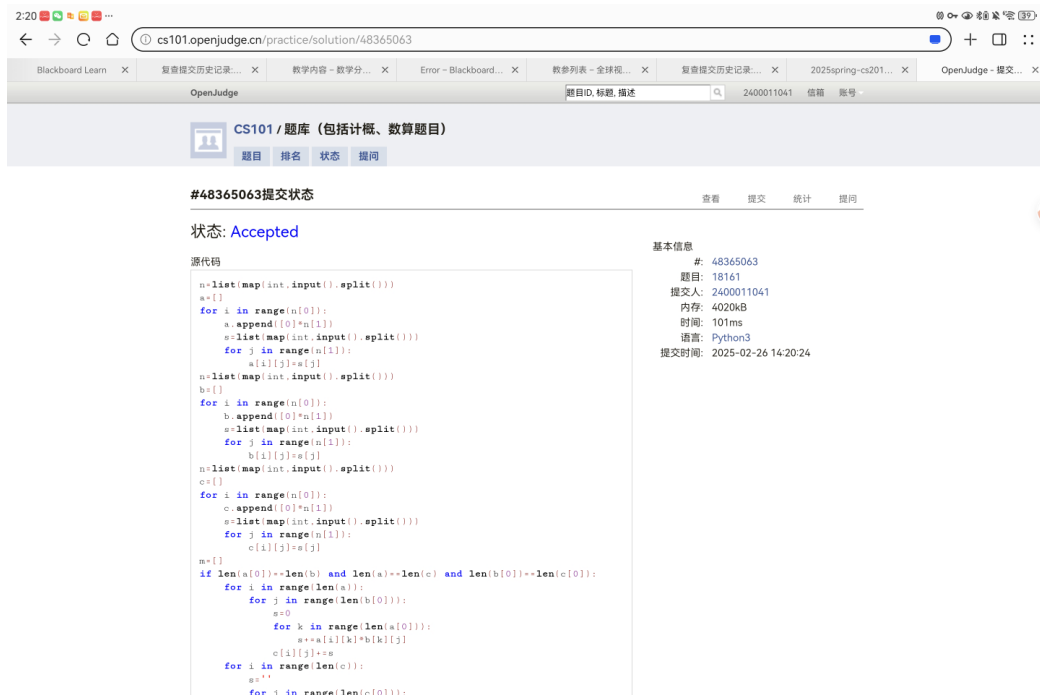 2:20
39
cs101.openjudge.cn/practice/solution/48365063
Blackboard Learn
复查提交历史记录:...
教学内容 – 数学分...
Error – Blackboard...
教参列表 – 全球视...
复查提交历史记录:...
2025spring-cs201...
OpenJudge - 提交...
OpenJudge
题目ID, 标题, 描述
2400011041 信箱 账号
CS101 / 题库（包括计概、数算题目）
题目 排名 状态 提问
#48365063提交状态
查看 提交 统计 提问
状态: Accepted
源代码
n=list(map(int,input().split()))
a=[]
for i in range(n[0]):
    a.append([0]*n[1])
    s=list(map(int,input().split()))
    for j in range(n[1]):
        a[i][j]=s[j]
n=list(map(int,input().split()))
b=[]
for i in range(n[0]):
    b.append([0]*n[1])
    s=list(map(int,input().split()))
    for j in range(n[1]):
        b[i][j]=s[j]
n=list(map(int,input().split()))
c=[]
for i in range(n[0]):
    c.append([0]*n[1])
    s=list(map(int,input().split()))
    for j in range(n[1]):
        c[i][j]=s[j]
m=[]
if len(a[0])==len(b) and len(a)==len(c) and len(b[0])==len(c[0]):
    for i in range(len(a)):
        for j in range(len(b[0])):
            s=0
            for k in range(len(a[0])):
                s+=a[i][k]*b[k][j]
            c[i][j]+=s
    for i in range(len(c)):
        s=''
        for j in range(len(c[0])):
基本信息
#: 48365063
题目: 18161
提交人: 2400011041
内存: 4020kB
时间: 101ms
语言: Python3
提交时间: 2025-02-26 14:20:24